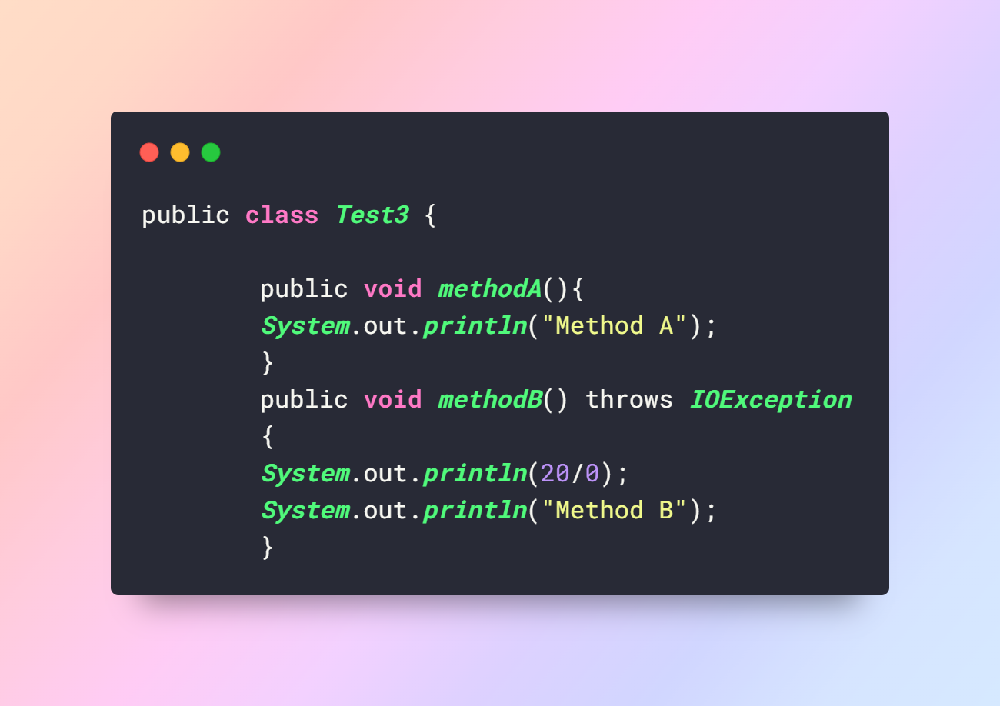 public class Test3 {
public void methodA(){
System.out.println("Method A");
}
public void methodB() throws IOException
{
System.out.println(20/0);
System.out.println("Method B");
}